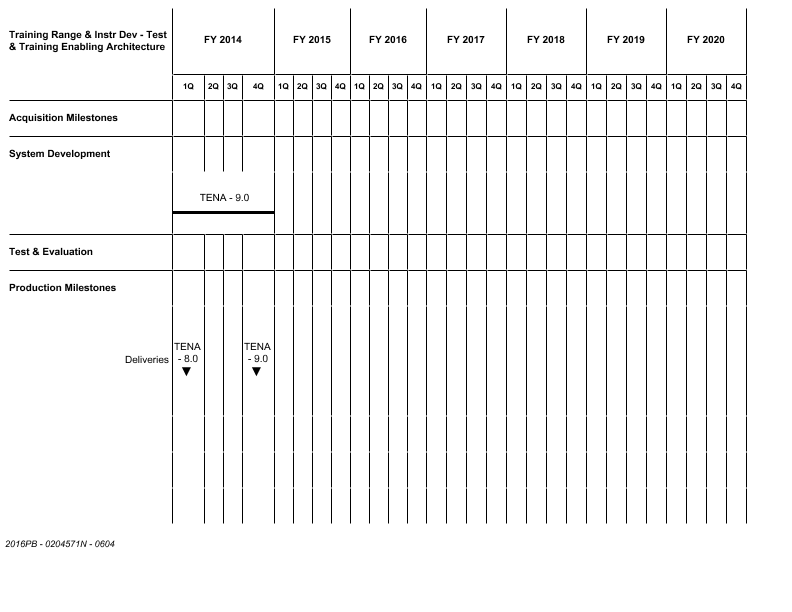 Training Range & Instr Dev - Test
& Training Enabling Architecture
FY 2014 FY 2015 FY 2016 FY 2017 FY 2018 FY 2019 FY 2020
1Q 2Q 3Q 4Q 1Q 2Q 3Q 4Q 1Q 2Q 3Q 4Q 1Q 2Q 3Q 4Q 1Q 2Q 3Q 4Q 1Q 2Q 3Q 4Q 1Q 2Q 3Q 4Q
Acquisition Milestones
System Development
TENA - 9.0
Test & Evaluation
Production Milestones
Deliveries
TENA
- 8.0
TENA
- 9.0
2016PB - 0204571N - 0604